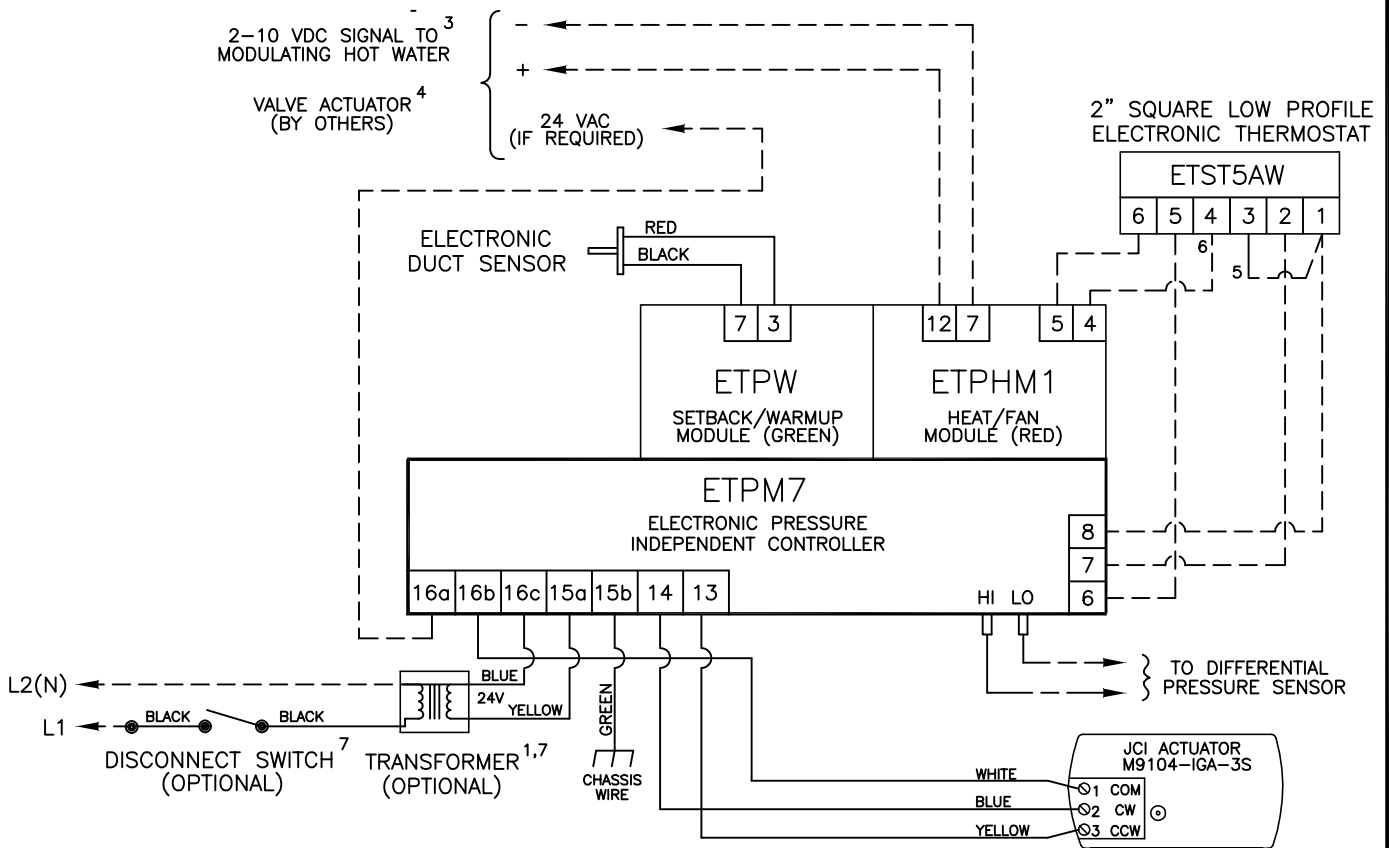 2-10 VDC SIGNAL TO 3
MODULATING HOT WATER
VALVE ACTUATOR 4
(BY OTHERS)
-
+
24 VAC
(IF REQUIRED)
2" SQUARE LOW PROFILE
ELECTRONIC THERMOSTAT
ETST5AW
6 5 4 3 2 1
6
5
ELECTRONIC
DUCT SENSOR
RED
BLACK
7 3
12 7
5 4
ETPW
SETBACK/WARMUP
MODULE (GREEN)
ETPHM1
HEAT/FAN
MODULE (RED)
ETPM7
ELECTRONIC PRESSURE
INDEPENDENT CONTROLLER
8
7
6
16a 16b 16c 15a 15b 14 13
HI LO
TO DIFFERENTIAL
PRESSURE SENSOR
L2(N)
L1
BLACK
BLACK
DISCONNECT SWITCH 7
(OPTIONAL)
TRANSFORMER 1,7
(OPTIONAL)
BLUE
24V
YELLOW
GREEN
CHASSIS
WIRE
WHITE
BLUE
YELLOW
JCI ACTUATOR
M9104-IGA-3S
1 COM
2 CW
3 CCW